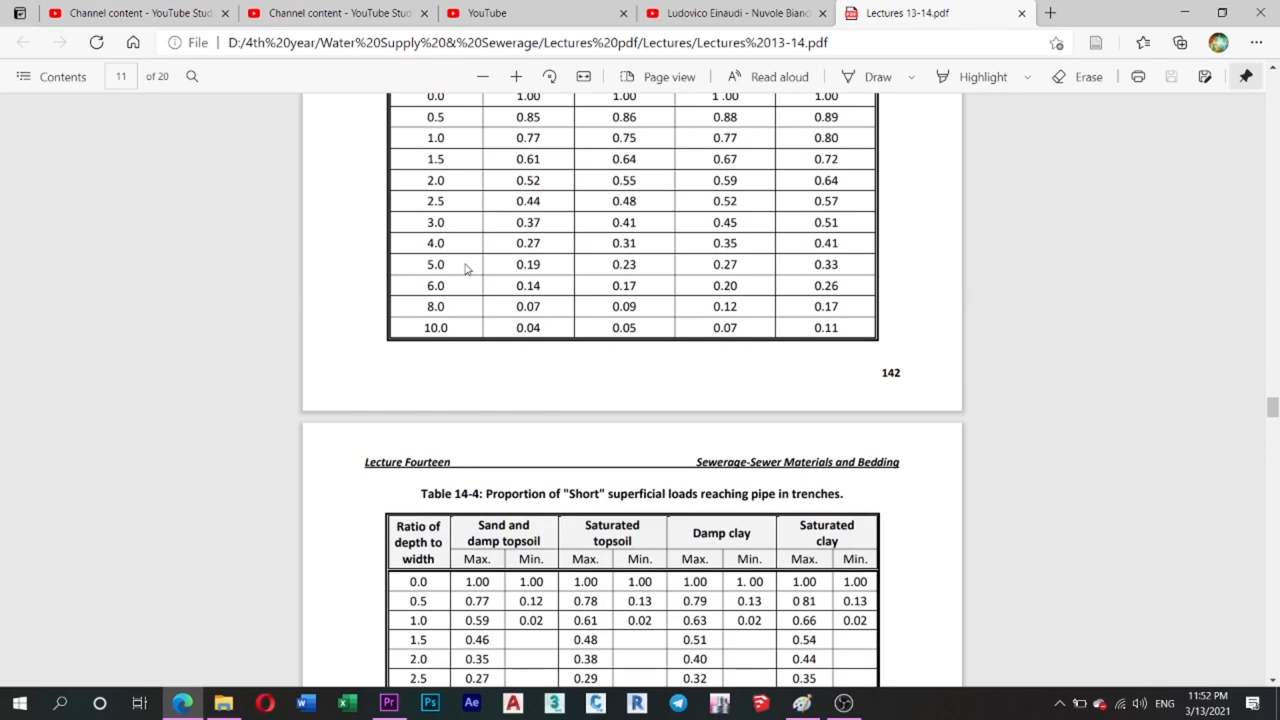 Channel content - YouTube Stud
Channel content - YouTube Stud
YouTube
Ludovico Einaudi - Nuvole Bianc
Lectures 13-14.pdf
File
D:/4th%20year/Water%20Supply%20&%20Sewerage/Lectures%20pdf/Lectures/Lectures%2013-14.pdf
Contents
11
of 20
Page view
Read aloud
Draw
Highlight
Erase
0.0 1.00 1.00 1 .00 1.00
0.5 0.85 0.86 0.88 0.89
1.0 0.77 0.75 0.77 0.80
1.5 0.61 0.64 0.67 0.72
2.0 0.52 0.55 0.59 0.64
2.5 0.44 0.48 0.52 0.57
3.0 0.37 0.41 0.45 0.51
4.0 0.27 0.31 0.35 0.41
5.0 0.19 0.23 0.27 0.33
6.0 0.14 0.17 0.20 0.26
8.0 0.07 0.09 0.12 0.17
10.0 0.04 0.05 0.07 0.11
142
Lecture Fourteen Sewerage-Sewer Materials and Bedding
Table 14-4: Proportion of "Short" superficial loads reaching pipe in trenches.
Ratio of depth to width
Sand and damp topsoil
Saturated topsoil
Damp clay
Saturated clay
Max. Min. Max. Min. Max. Min. Max. Min.
0.0 1.00 1.00 1.00 1.00 1.00 1. 00 1.00 1.00
0.5 0.77 0.12 0.78 0.13 0.79 0.13 0 81 0.13
1.0 0.59 0.02 0.61 0.02 0.63 0.02 0.66 0.02
1.5 0.46 0.48 0.51 0.54
2.0 0.35 0.38 0.40 0.44
2.5 0.27 0.29 0.32 0.35
ENG
11:52 PM
3/13/2021